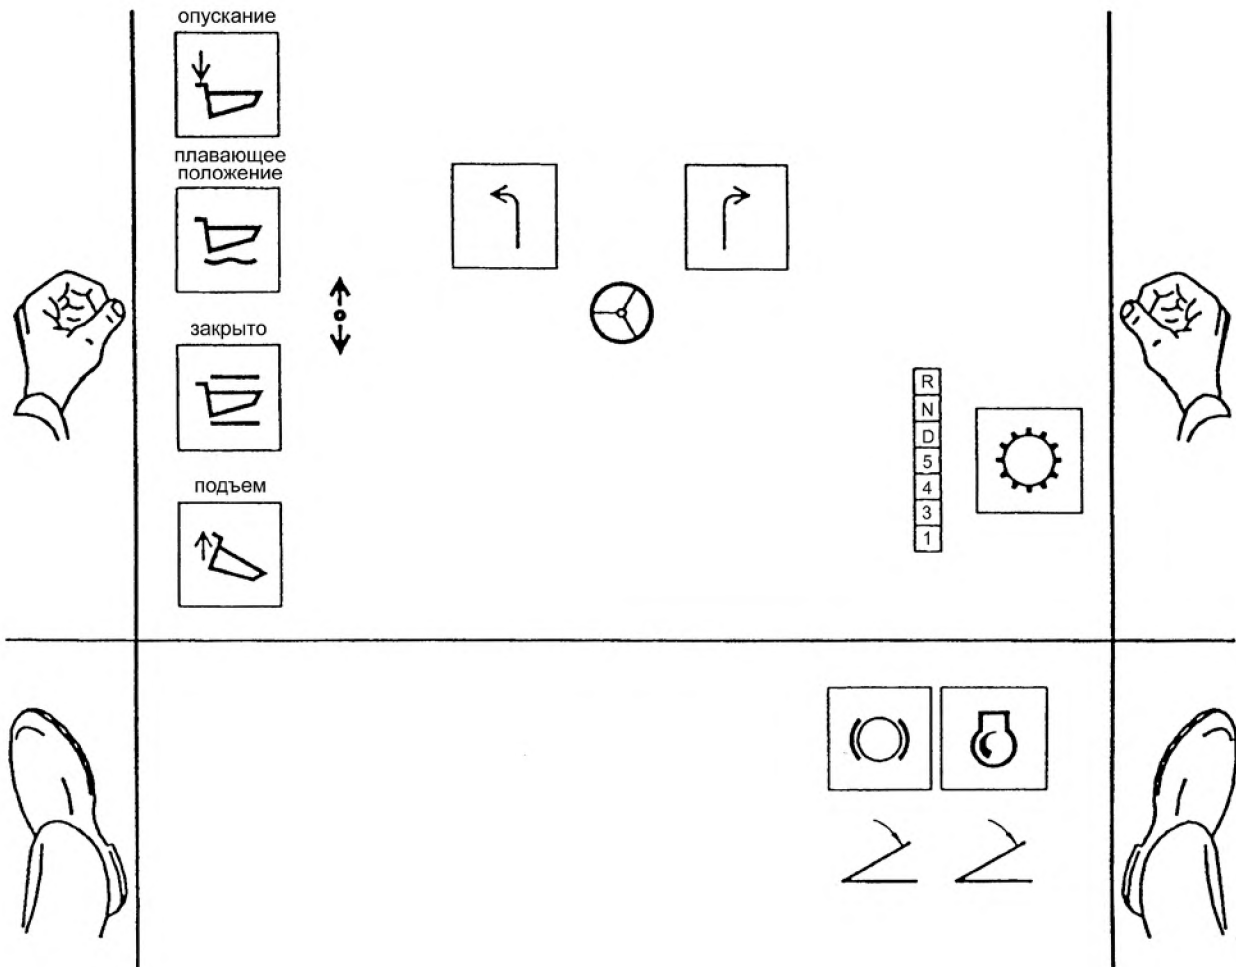 опускание
плавающее
положение
закрыто
подъем
R
N
D
5
4
3
1